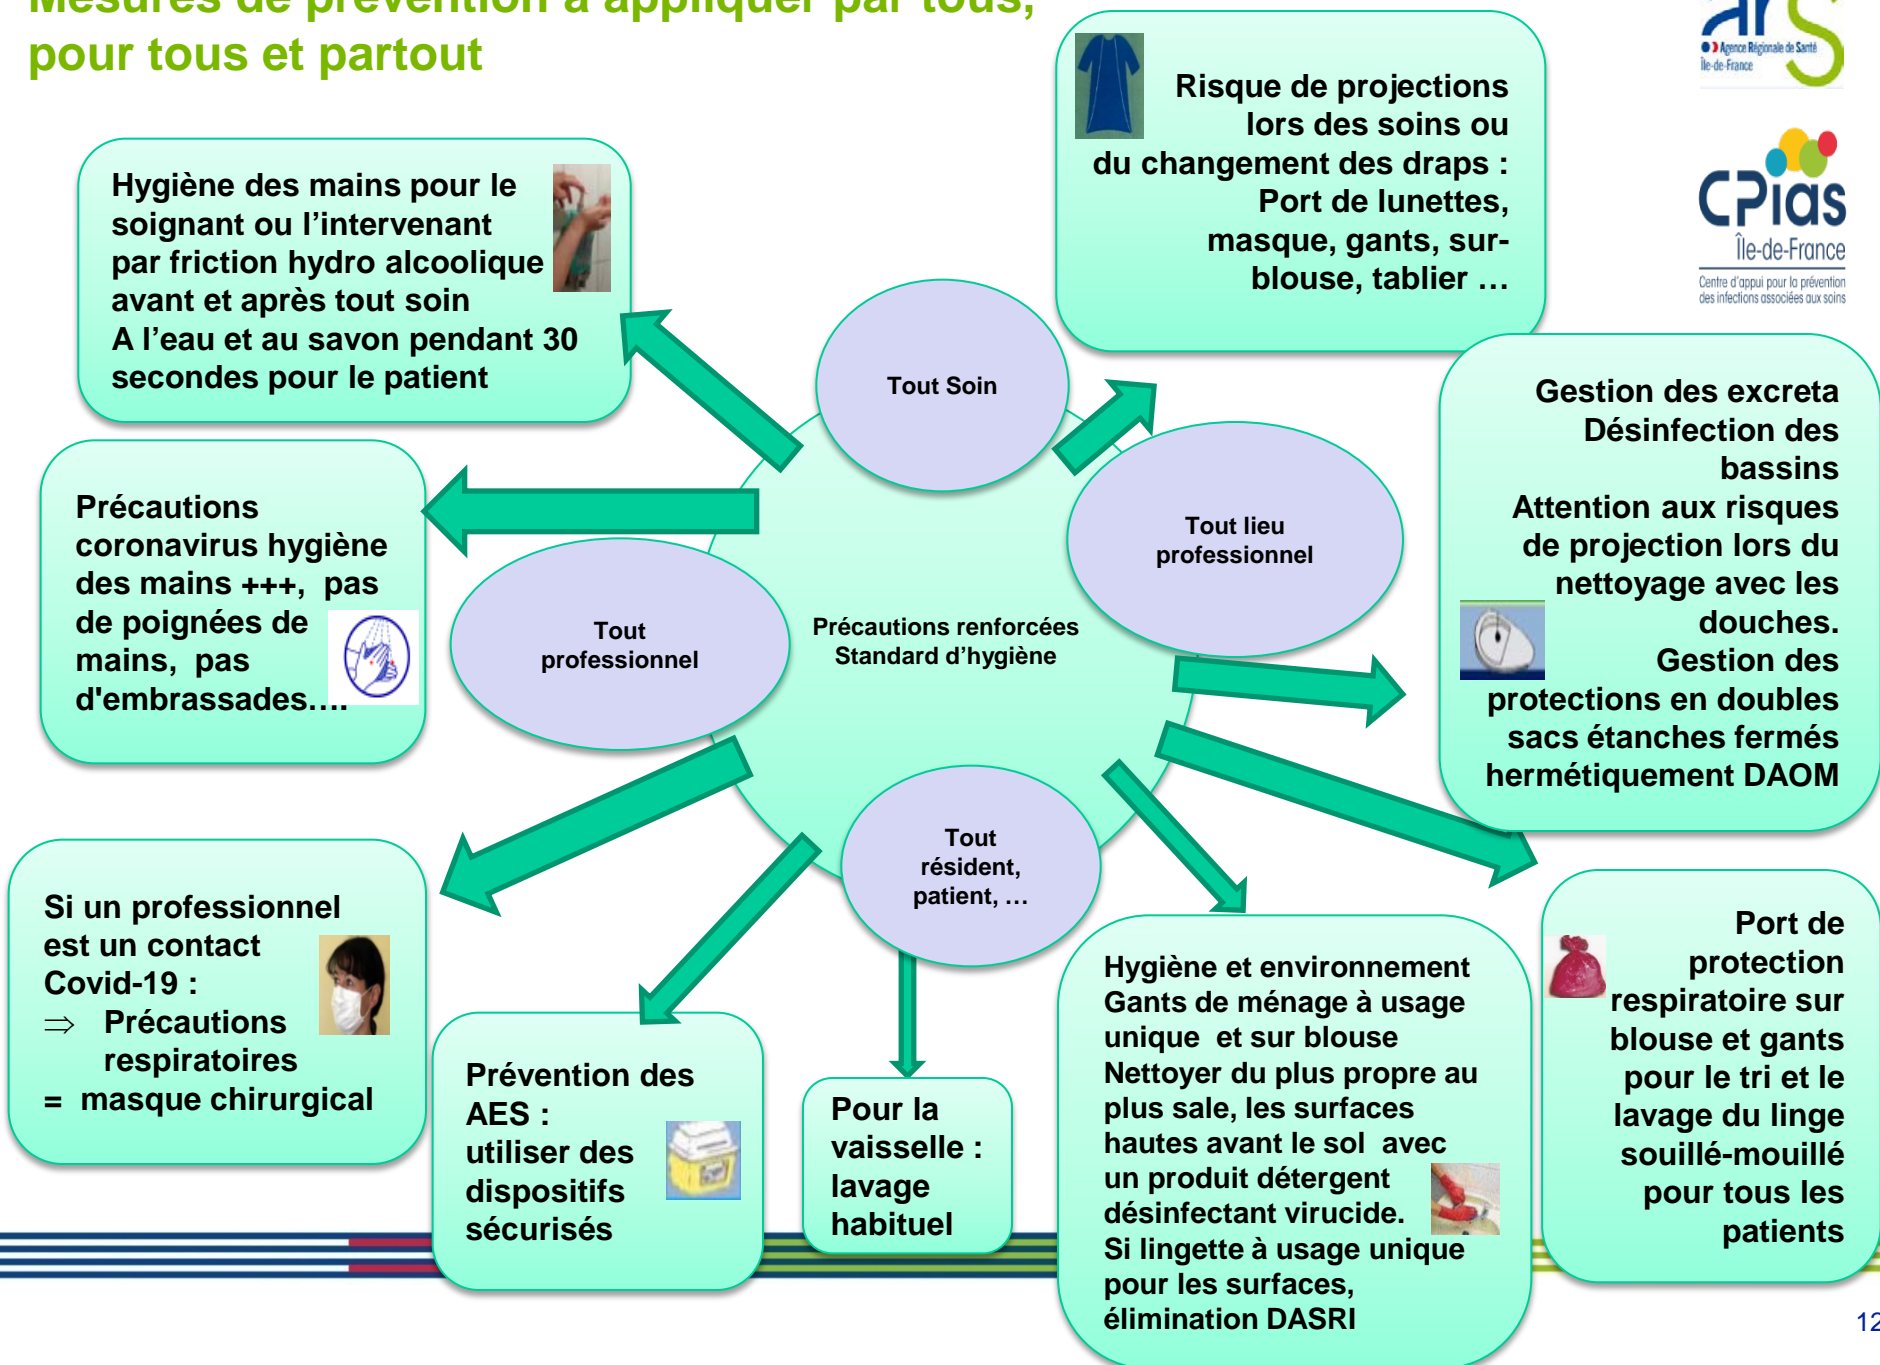 Mesures de prévention à appliquer par tous,
pour tous et partout
ars
Agence Régionale de Santé
Île-de-France
CPias
Île-de-France
Centre d'appui pour la prévention
des infections associées aux soins
Risque de projections
lors des soins ou
du changement des draps :
Port de lunettes,
masque, gants, sur-
blouse, tablier …
Hygiène des mains pour le
soignant ou l’intervenant
par friction hydro alcoolique
avant et après tout soin
A l’eau et au savon pendant 30
secondes pour le patient
Tout Soin
Gestion des excreta
Désinfection des
bassins
Attention aux risques
de projection lors du
nettoyage avec les
douches.
Gestion des
protections en doubles
sacs étanches fermés
hermétiquement DAOM
Précautions
coronavirus hygiène
des mains +++, pas
de poignées de
mains, pas
d'embrassades….
Tout lieu
professionnel
Tout
professionnel
Précautions renforcées
Standard d’hygiène
Tout
résident,
patient, …
Si un professionnel
est un contact
Covid-19 :
⇒ Précautions
respiratoires
= masque chirurgical
Prévention des
AES :
utiliser des
dispositifs
sécurisés
Pour la
vaisselle :
lavage
habituel
Hygiène et environnement
Gants de ménage à usage
unique et sur blouse
Nettoyer du plus propre au
plus sale, les surfaces
hautes avant le sol avec
un produit détergent
désinfectant virucide.
Si lingette à usage unique
pour les surfaces,
élimination DASRI
Port de
protection
respiratoire sur
blouse et gants
pour le tri et le
lavage du linge
souillé-mouillé
pour tous les
patients
12